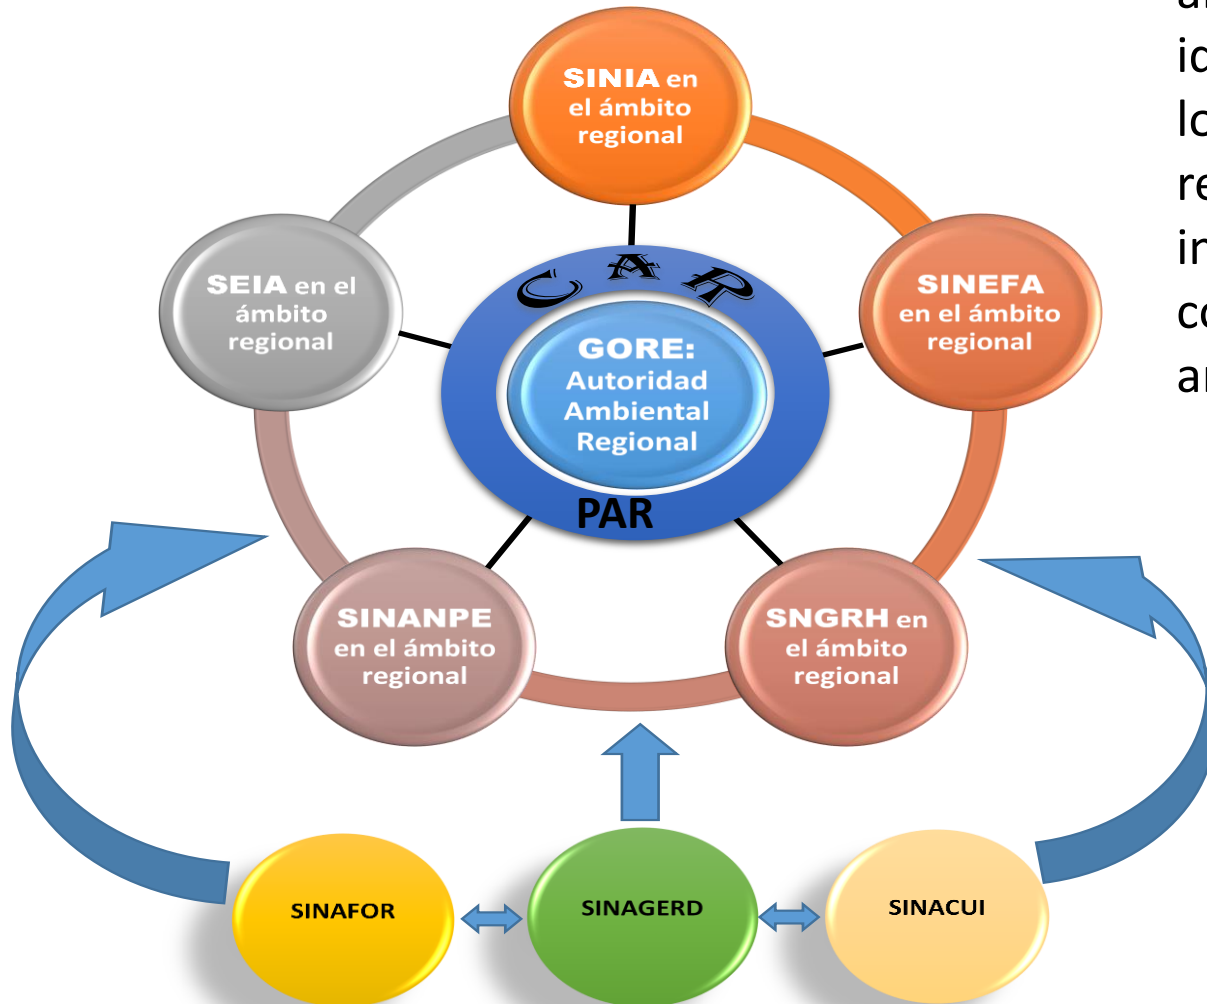 SINIA en
el ámbito
regional
SEIA en el
ámbito
regional
C A R
SINEFA
en el ámbito
regional
GORE:
Autoridad
Ambiental
Regional
PAR
SINANPE
en el ámbito
regional
SNGRH en
el ámbito
regional
SINAFOR
SINAGERD
SINACUI